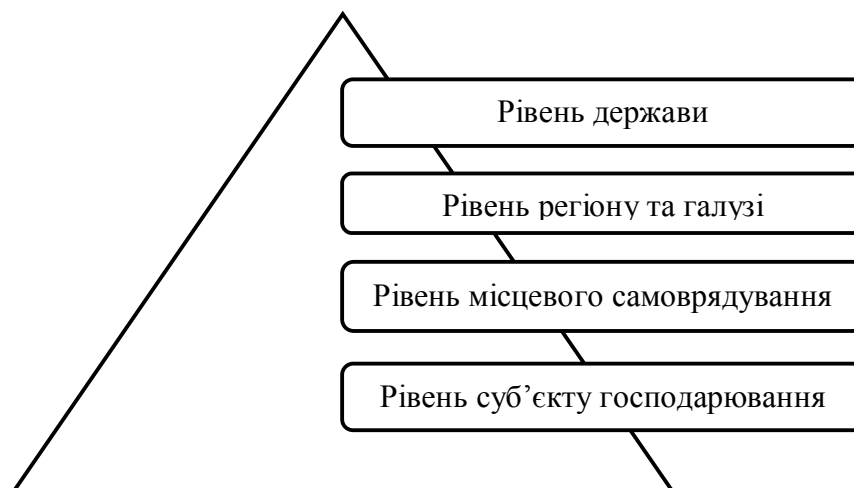 Рівень держави
Рівень регіону та галузі
Рівень місцевого самоврядування
Рівень суб’єкту господарювання